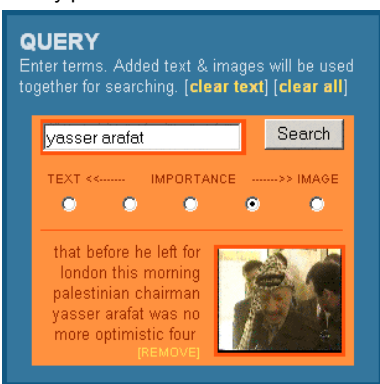 QUERY
Enter terms. Added text & images will be used
together for searching. [clear text] [clear all]
yasser arafat
Search
TEXT <<------- IMPORTANCE ------->> IMAGE
that before he left for
london this morning
palestinian chairman
yasser arafat was no
more optimistic four
[REMOVE]